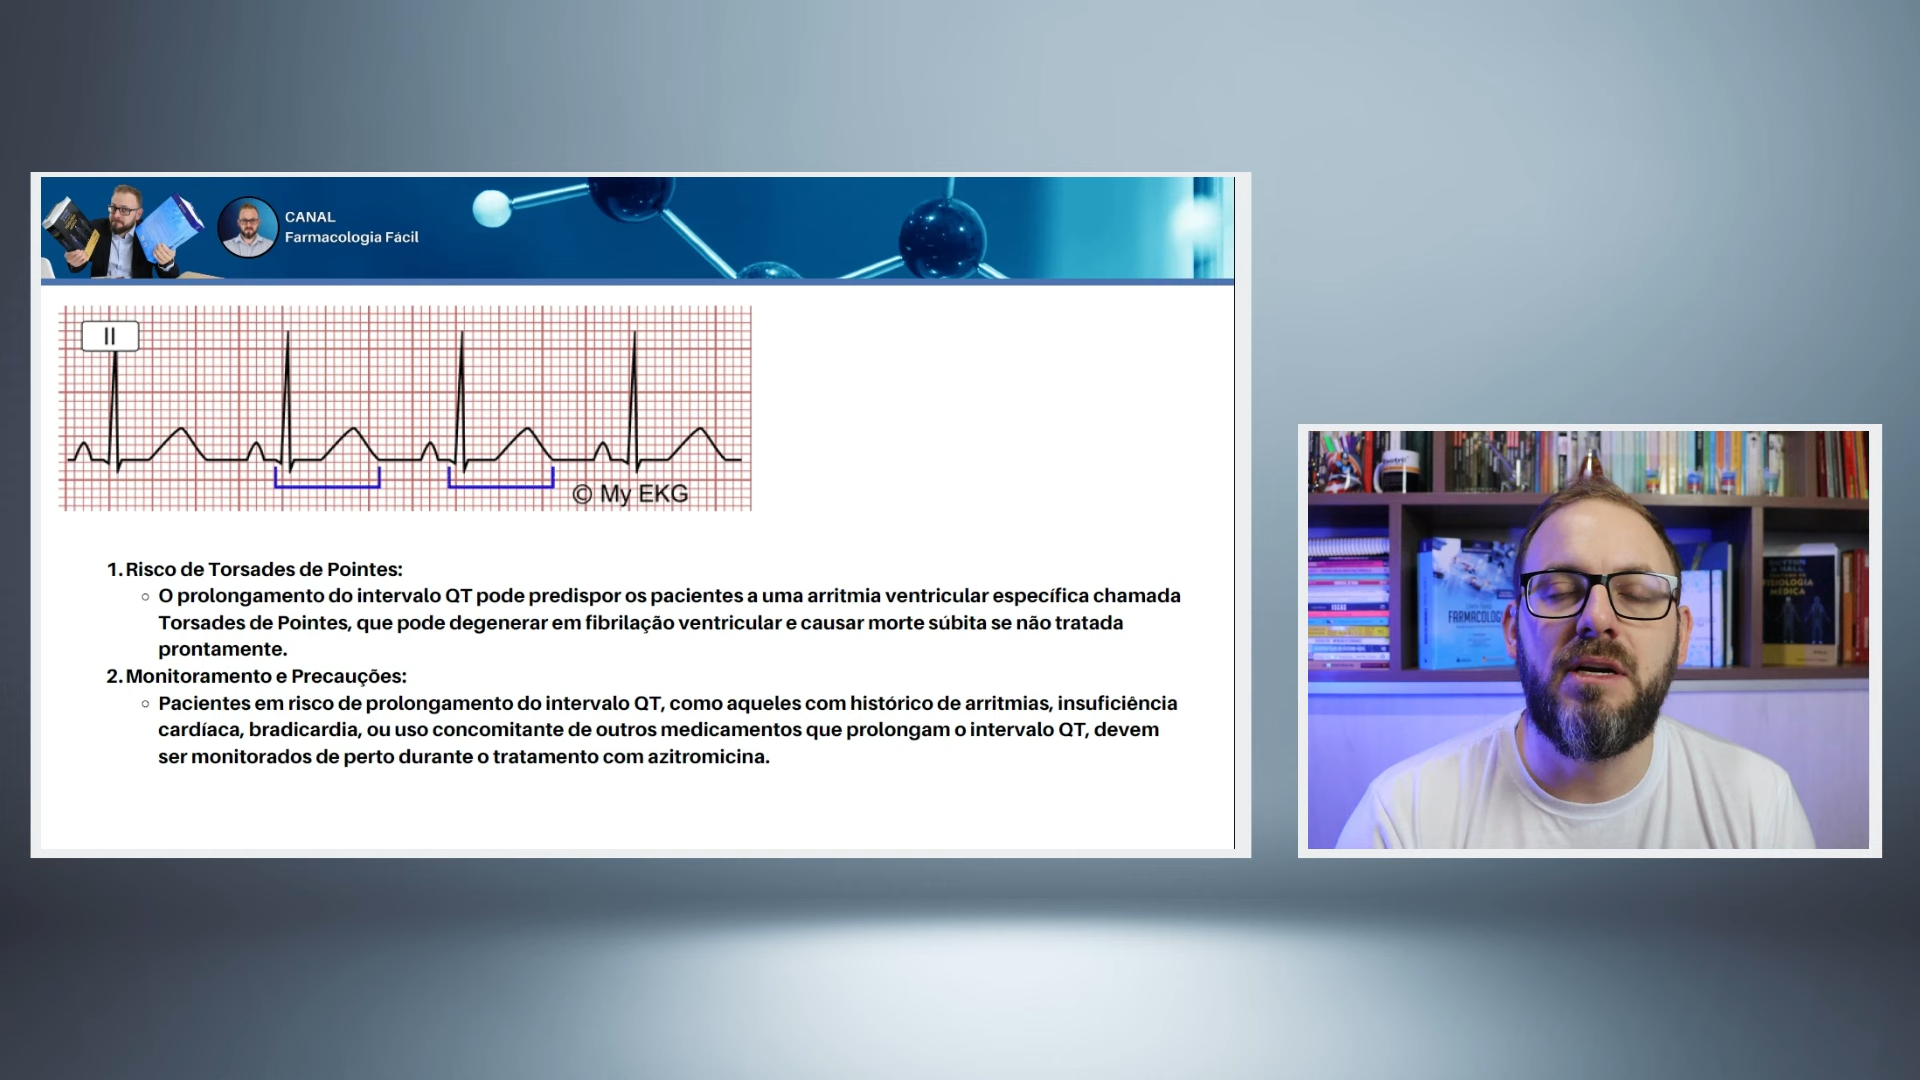 CANAL
Farmacologia Fácil
II
© My EKG
1. Risco de Torsades de Pointes:
○ O prolongamento do intervalo QT pode predispor os pacientes a uma arritmia ventricular específica chamada
Torsades de Pointes, que pode degenerar em fibrilação ventricular e causar morte súbita se não tratada
prontamente.
2. Monitoramento e Precauções:
○ Pacientes em risco de prolongamento do intervalo QT, como aqueles com histórico de arritmias, insuficiência
cardíaca, bradicardia, ou uso concomitante de outros medicamentos que prolongam o intervalo QT, devem
ser monitorados de perto durante o tratamento com azitromicina.
FISIOLOGIA
MÉDICA